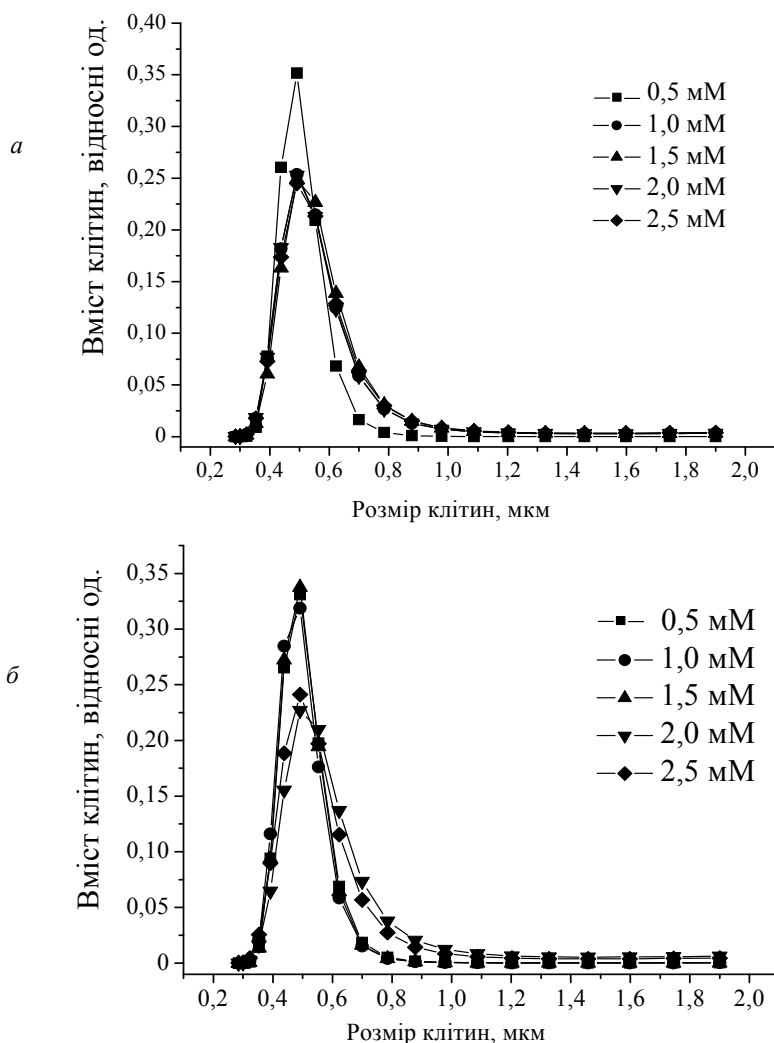 а
Вміст клітин, відносні од.
0,40
0,35
0,30
0,25
0,20
0,15
0,10
0,05
0
0,2 0,4 0,6 0,8 1,0 1,2 1,4 1,6 1,8 2,0
Розмір клітин, мкм
0,5 мМ
1,0 мМ
1,5 мМ
2,0 мМ
2,5 мМ
б
Вміст клітин, відносні од.
0,35
0,30
0,25
0,20
0,15
0,10
0,05
0
0,2 0,4 0,6 0,8 1,0 1,2 1,4 1,6 1,8 2,0
Розмір клітин, мкм
0,5 мМ
1,0 мМ
1,5 мМ
2,0 мМ
2,5 мМ